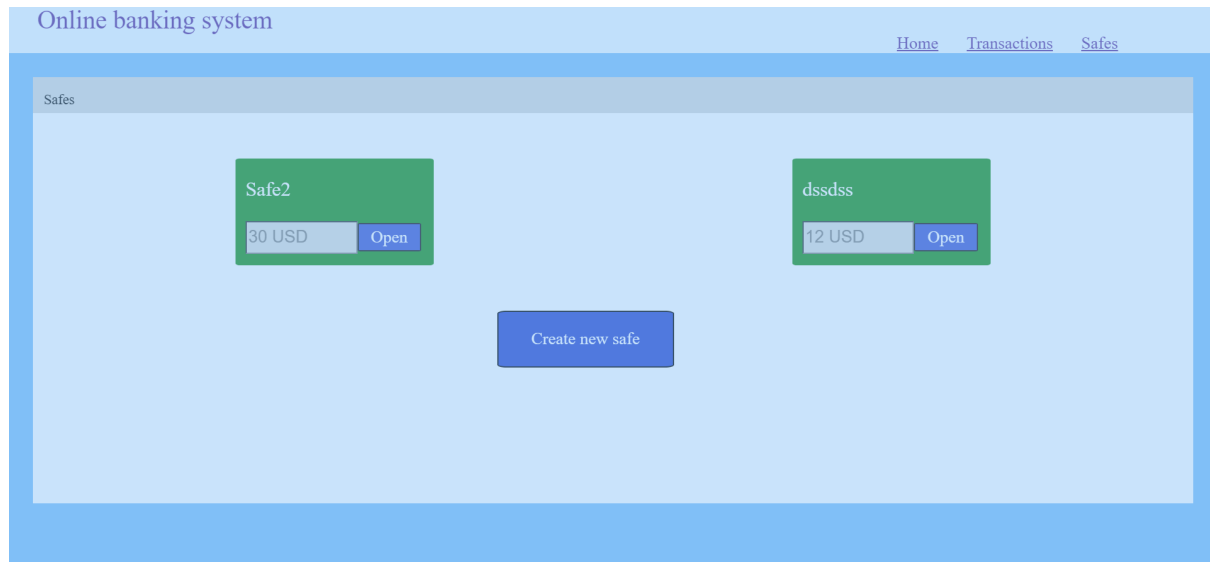 Online banking system
Home Transactions Safes
Safes
Safe2 dssdss
30 USD Open 12 USD Open
Create new safe